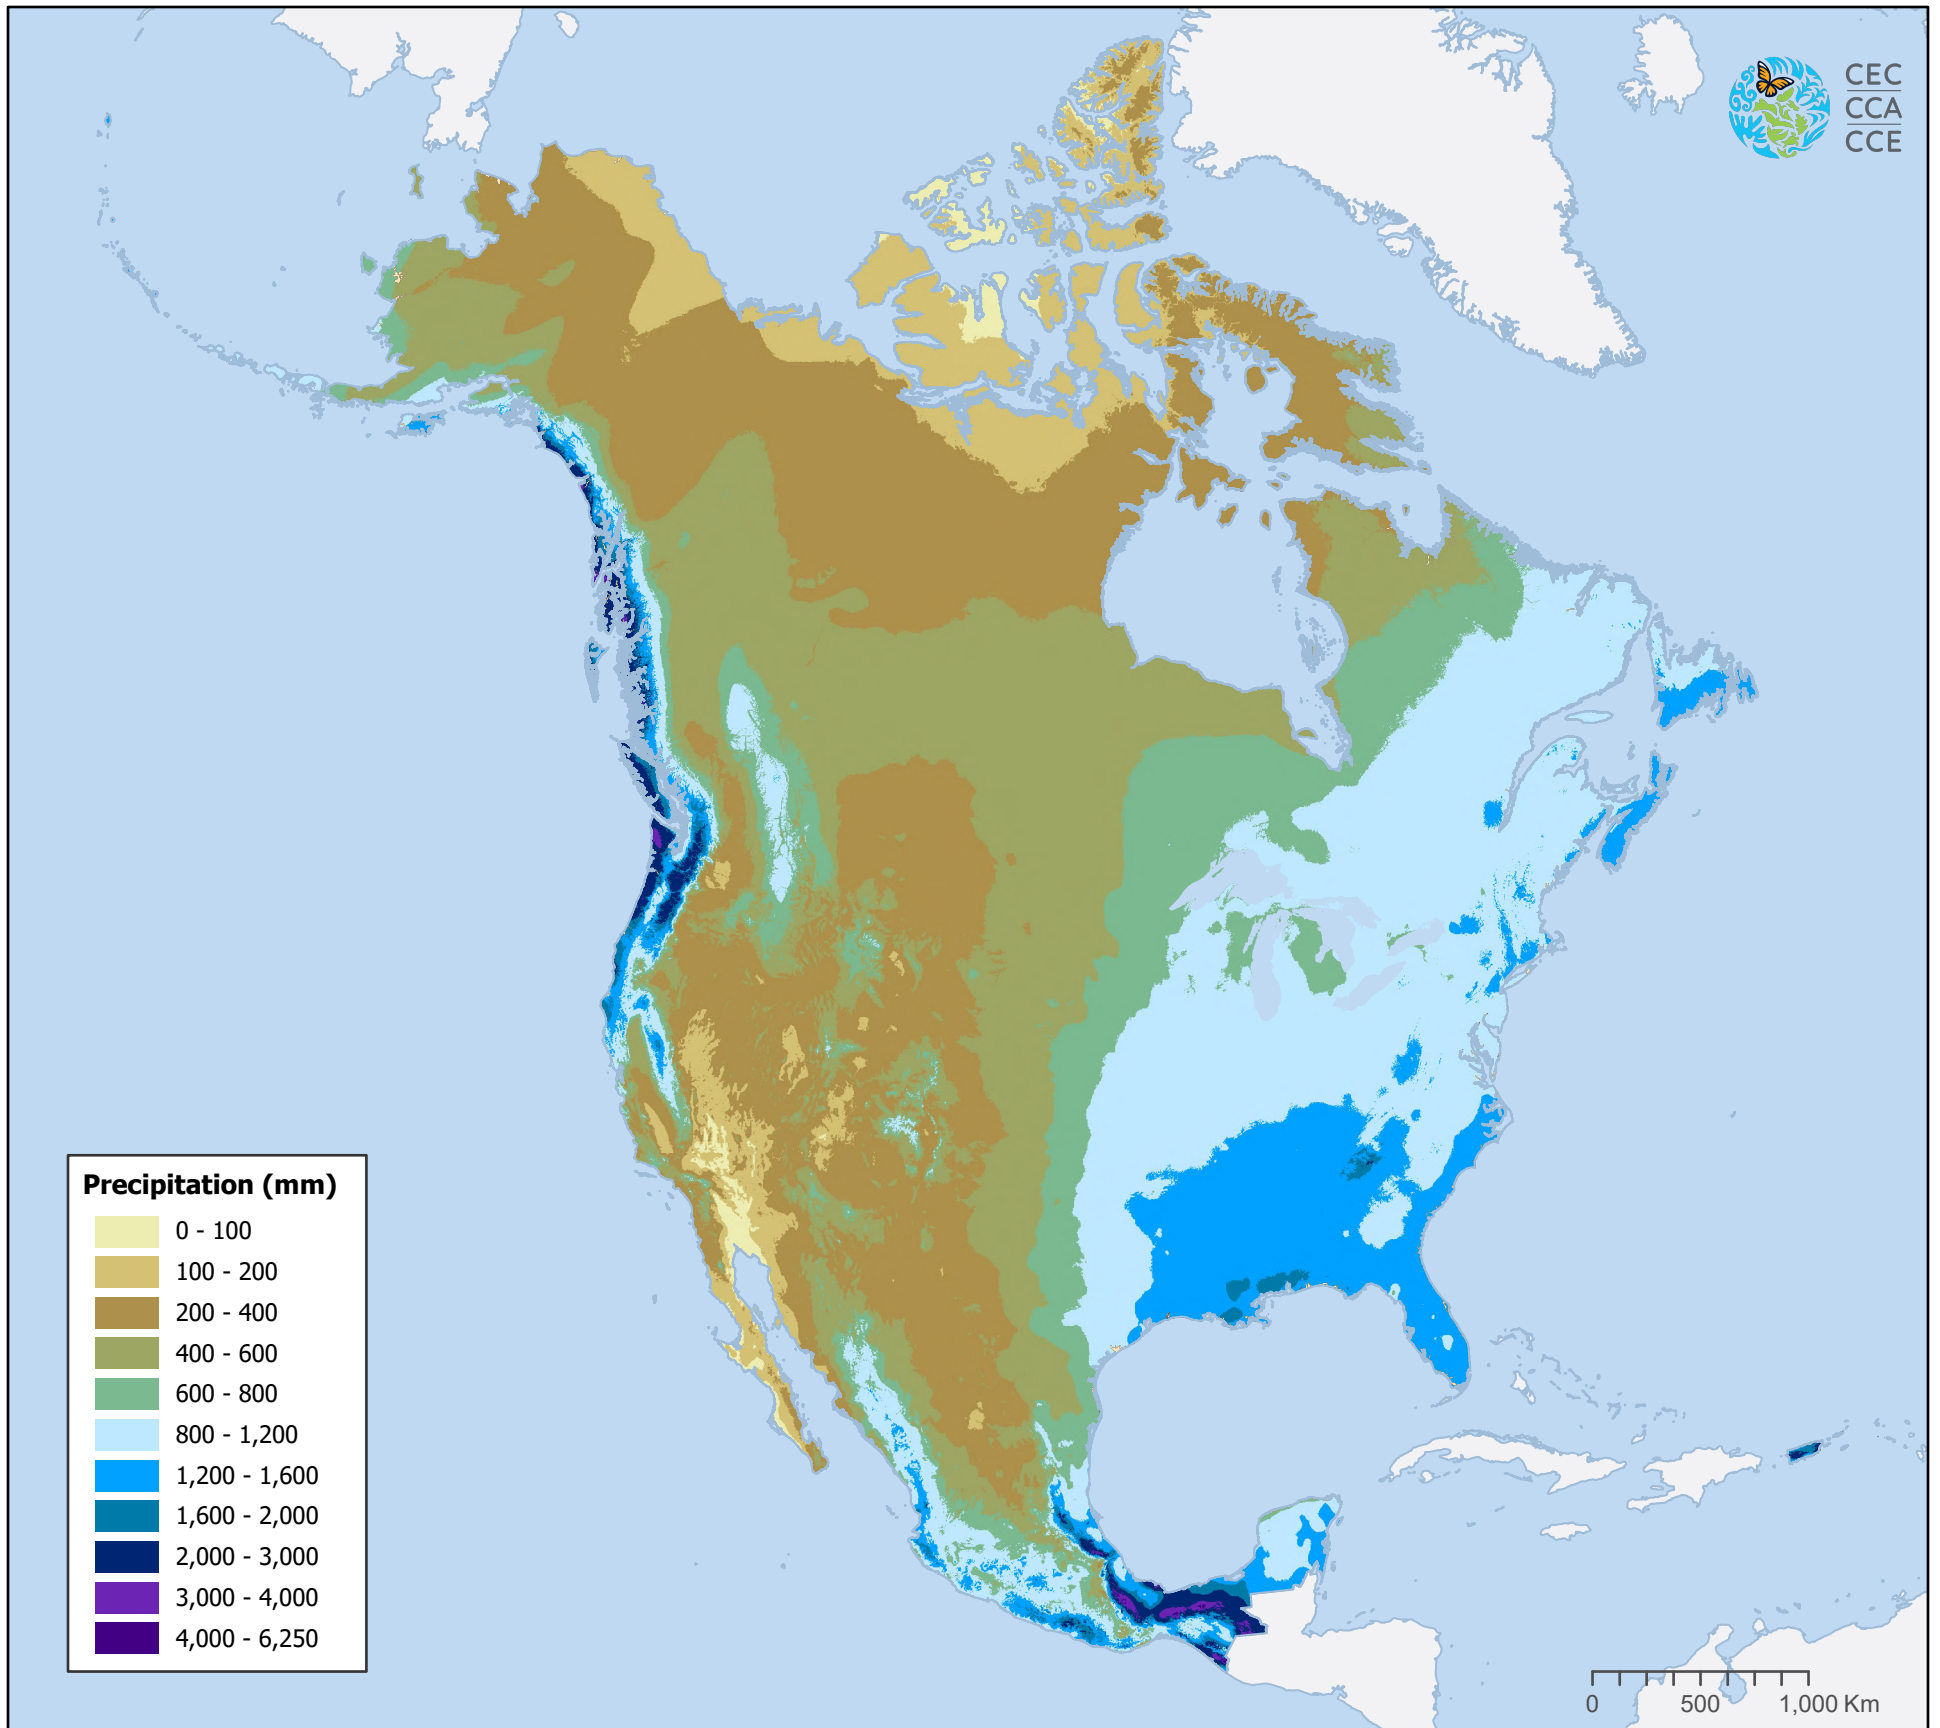 CEC
CCA
CCE
Precipitation (mm)
0 - 100
100 - 200
200 - 400
400 - 600
600 - 800
800 - 1,200
1,200 - 1,600
1,600 - 2,000
2,000 - 3,000
3,000 - 4,000
4,000 - 6,250
0 500 1,000 Km